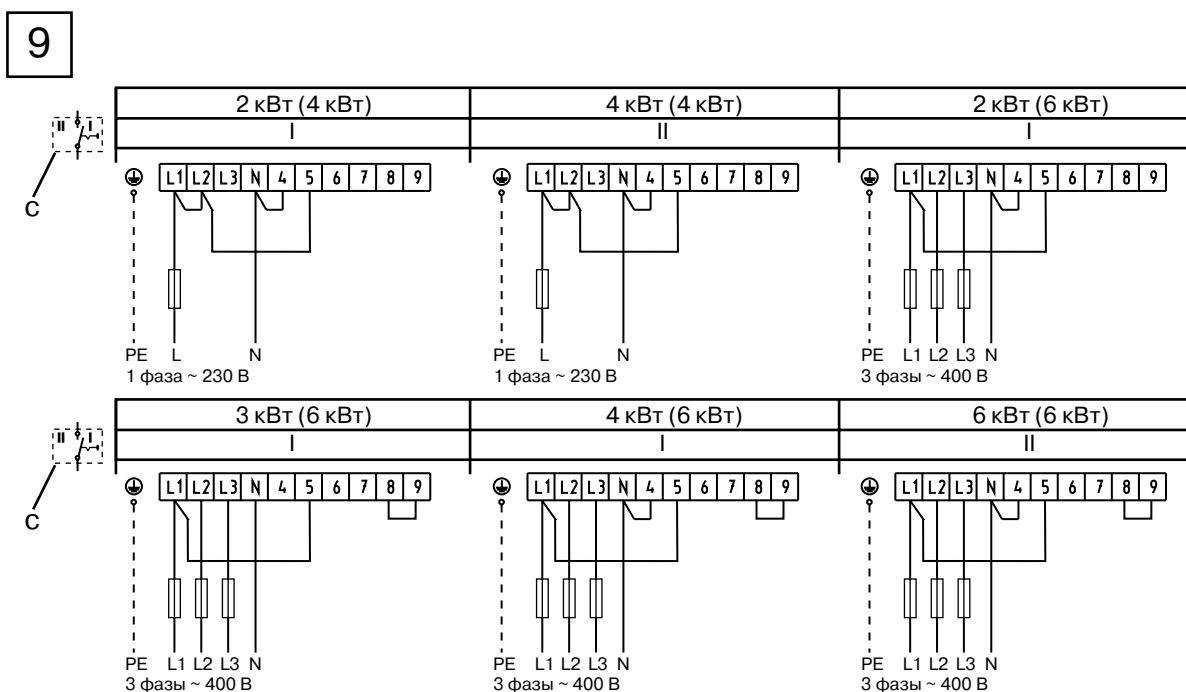 9
2 кВт (4 кВт) 4 кВт (4 кВт) 2 кВт (6 кВт)
II I I II I
L1 L2 L3 N 4 5 6 7 8 9 L1 L2 L3 N 4 5 6 7 8 9 L1 L2 L3 N 4 5 6 7 8 9
C
PE L N PE L N PE L1 L2 L3 N
1 фаза ~ 230 В 1 фаза ~ 230 В 3 фазы ~ 400 В
3 кВт (6 кВт) 4 кВт (6 кВт) 6 кВт (6 кВт)
II I I I II
L1 L2 L3 N 4 5 6 7 8 9 L1 L2 L3 N 4 5 6 7 8 9 L1 L2 L3 N 4 5 6 7 8 9
C
PE L1 L2 L3 N PE L1 L2 L3 N PE L1 L2 L3 N
3 фазы ~ 400 В 3 фазы ~ 400 В 3 фазы ~ 400 В